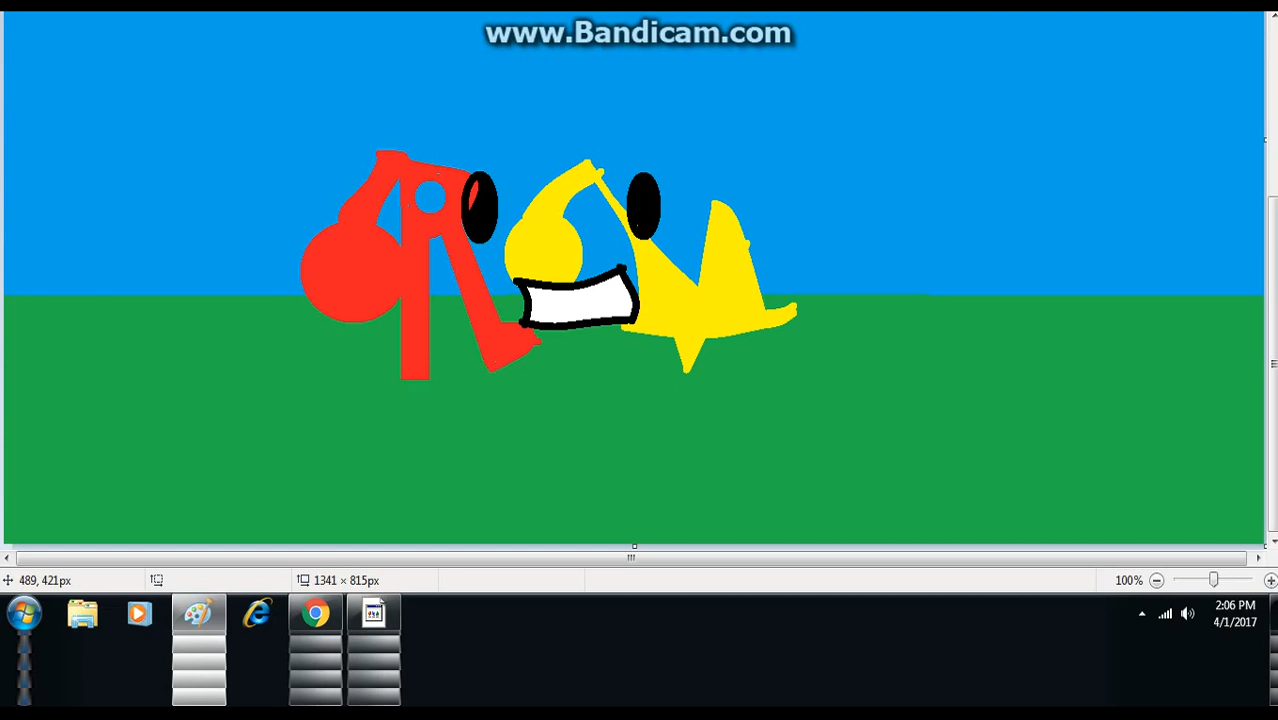 www.Bandicam.com
489, 421px
1341 × 815px
100%
2:06 PM
4/1/2017